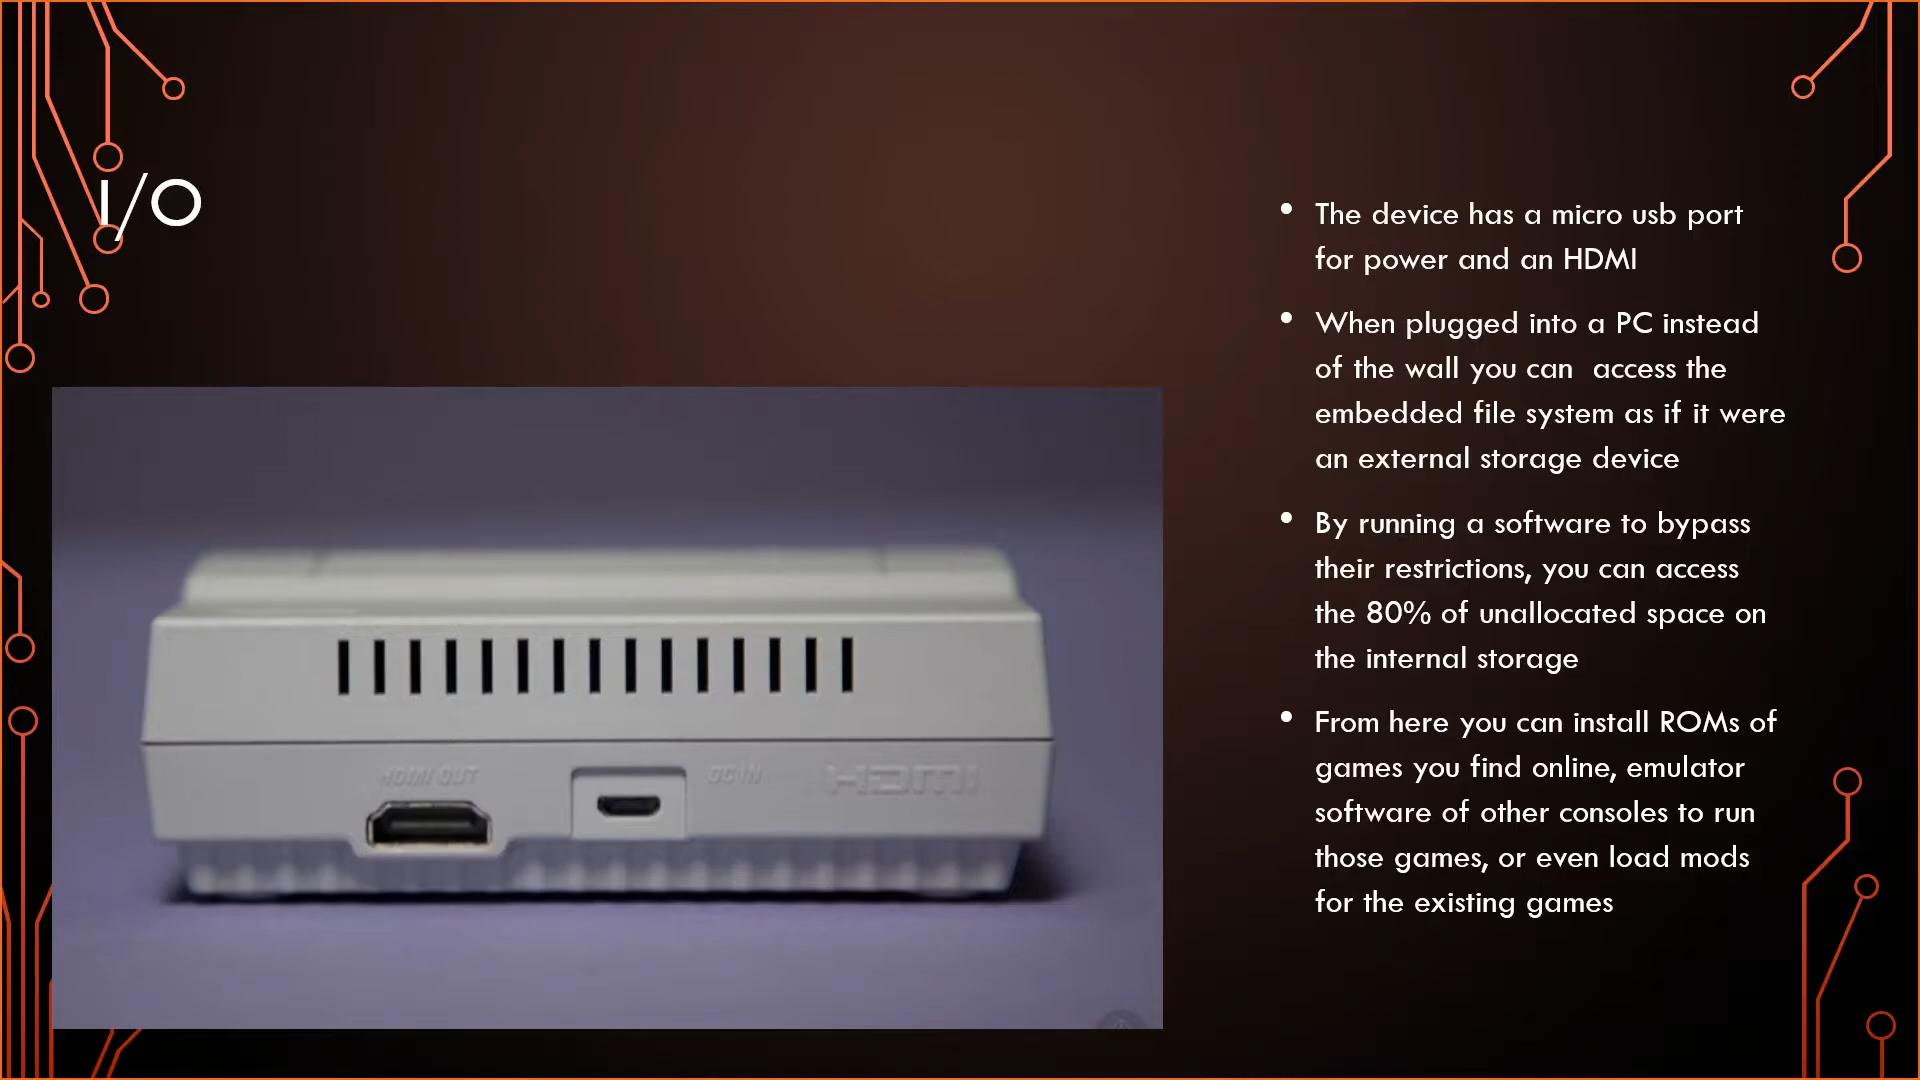 I/O
• The device has a micro usb port
for power and an HDMI
• When plugged into a PC instead
of the wall you can  access the
embedded file system as if it were
an external storage device
• By running a software to bypass
their restrictions, you can access
the 80% of unallocated space on
the internal storage
• From here you can install ROMs of
games you find online, emulator
software of other consoles to run
those games, or even load mods
for the existing games
HDMI OUT
DC IN
HDMI